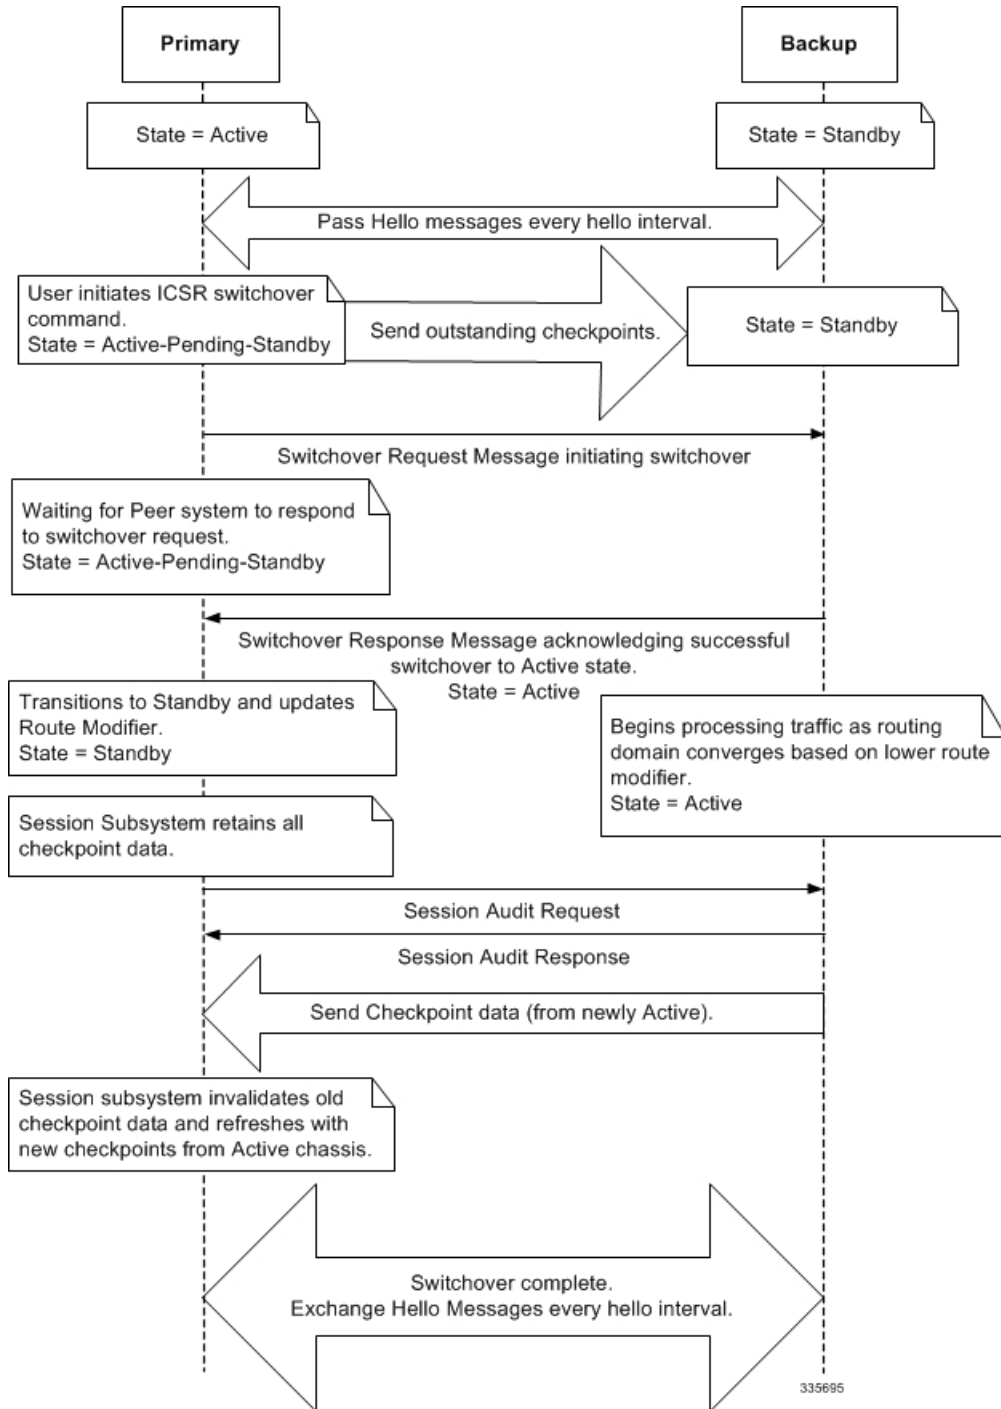 Primary
Backup
State = Active
State = Standby
Pass Hello messages every hello interval.
User initiates ICSR switchover
command.
State = Active-Pending-Standby
Send outstanding checkpoints.
State = Standby
Switchover Request Message initiating switchover
Waiting for Peer system to respond
to switchover request.
State = Active-Pending-Standby
Switchover Response Message acknowledging successful
switchover to Active state.
State = Active
Transitions to Standby and updates
Route Modifier.
State = Standby
Begins processing traffic as routing
domain converges based on lower route
modifier.
State = Active
Session Subsystem retains all
checkpoint data.
Session Audit Request
Session Audit Response
Send Checkpoint data (from newly Active).
Session subsystem invalidates old
checkpoint data and refreshes with
new checkpoints from Active chassis.
Switchover complete.
Exchange Hello Messages every hello interval.
335695